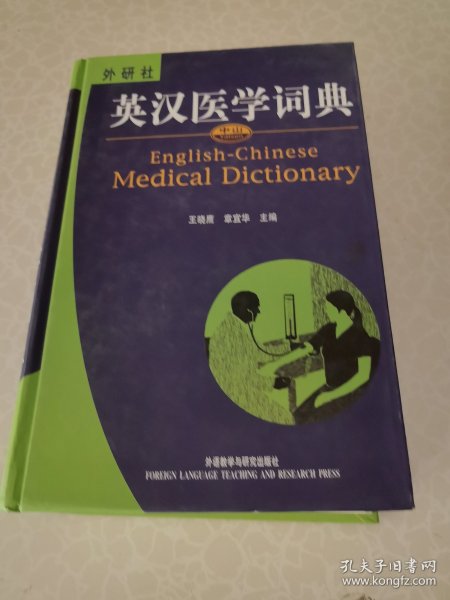 外研社
英汉医学词典
English-Chinese
Medical Dictionary
王晓鹰 章宜华 主编
外语教学与研究出版社
FOREIGN LANGUAGE TEACHING AND RESEARCH PRESS
孔夫子旧书网
www.kongfz.com